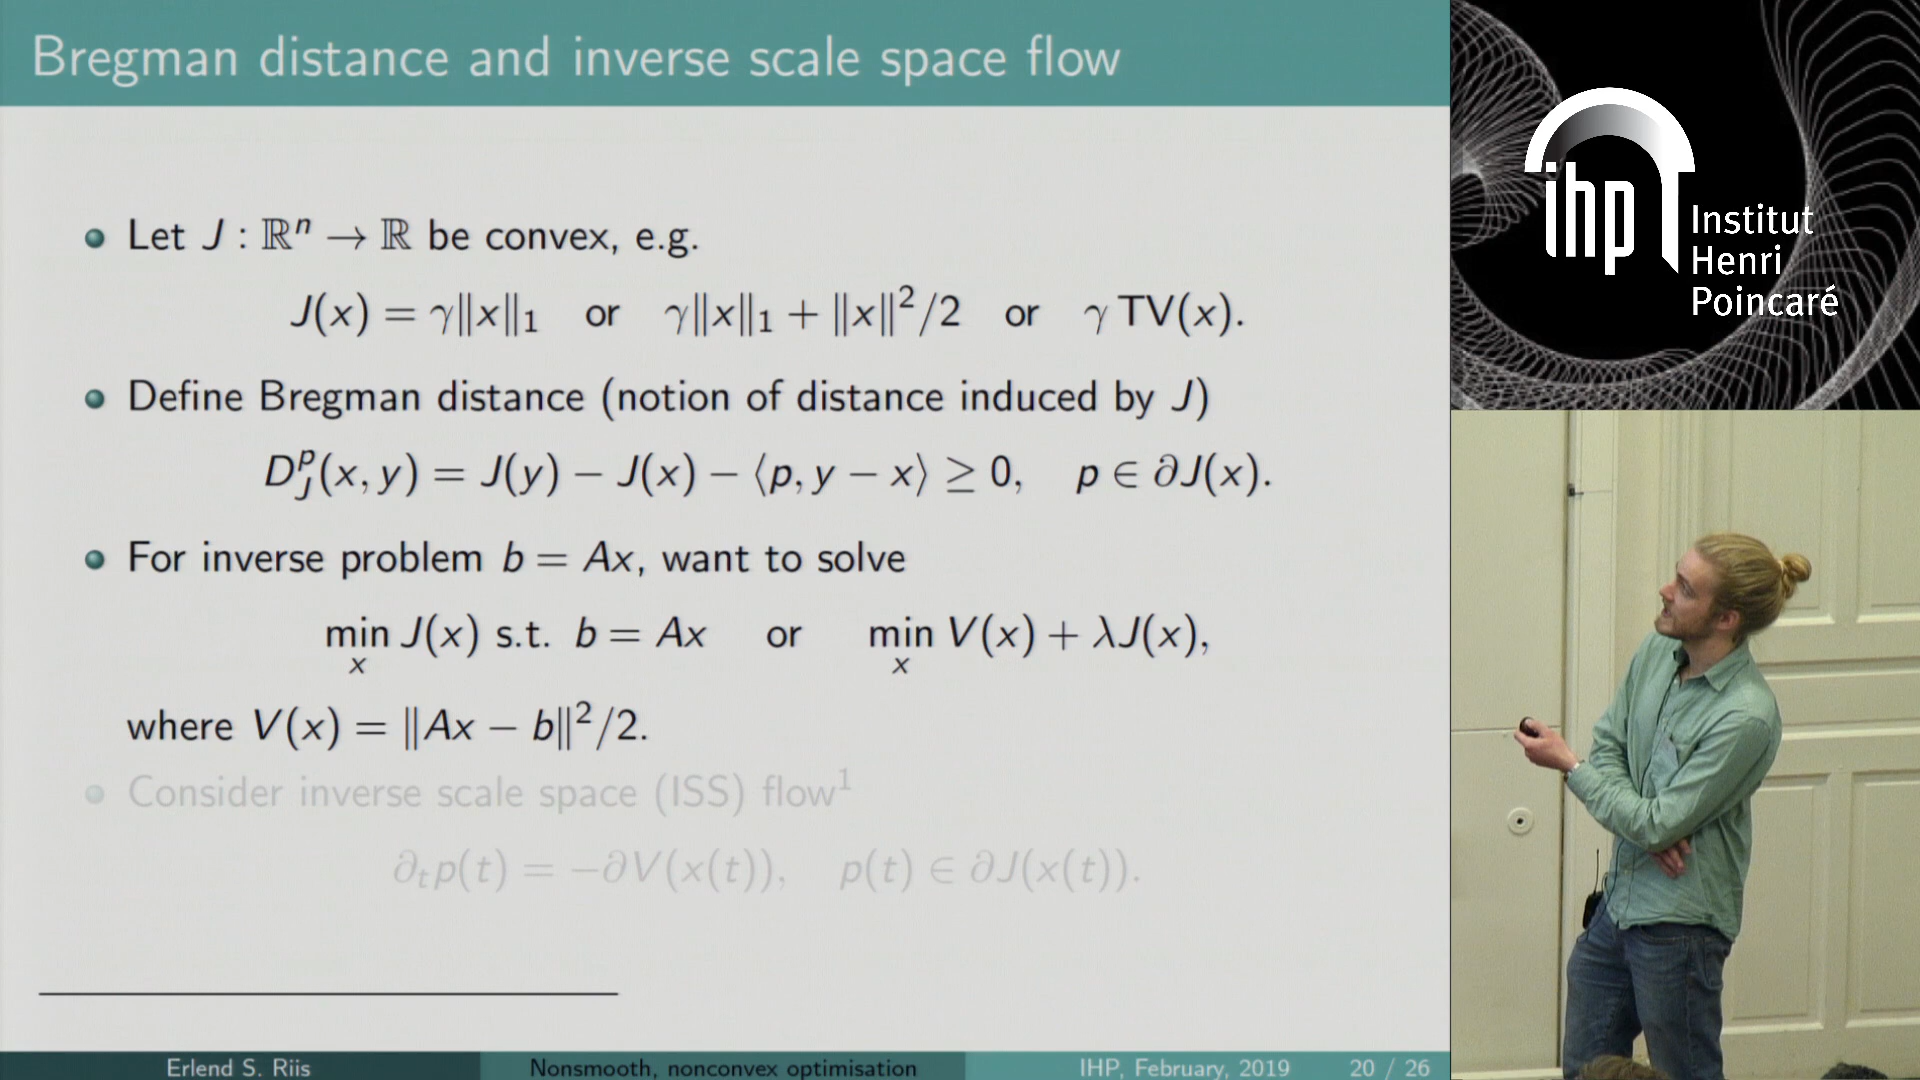 Bregman distance and inverse scale space flow
Let J : ℝⁿ → ℝ be convex, e.g.
J(x) = γ‖x‖₁ or γ‖x‖₁ + ‖x‖²/2 or γ TV(x).
Define Bregman distance (notion of distance induced by J)
D_J^p(x, y) = J(y) − J(x) − ⟨p, y − x⟩ ≥ 0, p ∈ ∂J(x).
For inverse problem b = Ax, want to solve
min_x J(x) s.t. b = Ax or min_x V(x) + λJ(x),
where V(x) = ‖Ax − b‖²/2.
Consider inverse scale space (ISS) flow¹
∂ₜp(t) = −∂V(x(t)), p(t) ∈ ∂J(x(t)).
Erlend S. Riis Nonsmooth, nonconvex optimisation IHP, February, 2019 20 / 26
ihp
Institut
Henri
Poincaré